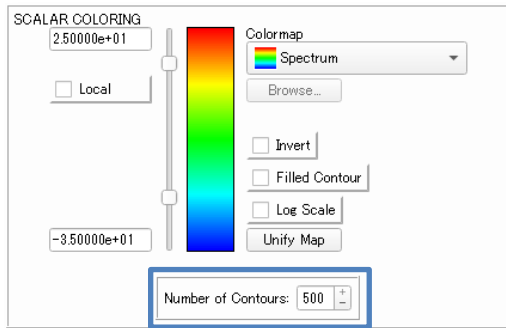 SCALAR COLORING
2.50000e+01
Colormap
Spectrum
Local
Browse...
Invert
Filled Contour
Log Scale
-3.50000e+01
Unify Map
Number of Contours: 500